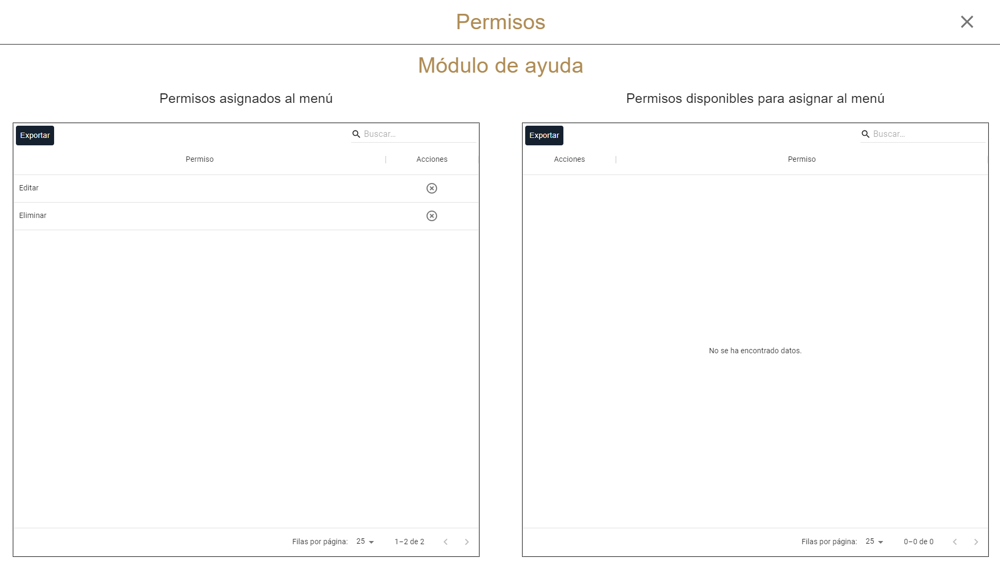 Permisos
Módulo de ayuda
Permisos asignados al menú
Exportar
Buscar...
Permiso
Acciones
Editar
Eliminar
Filas por página:
25
1–2 de 2
Permisos disponibles para asignar al menú
Exportar
Buscar...
Acciones
Permiso
No se ha encontrado datos.
Filas por página:
25
0–0 de 0